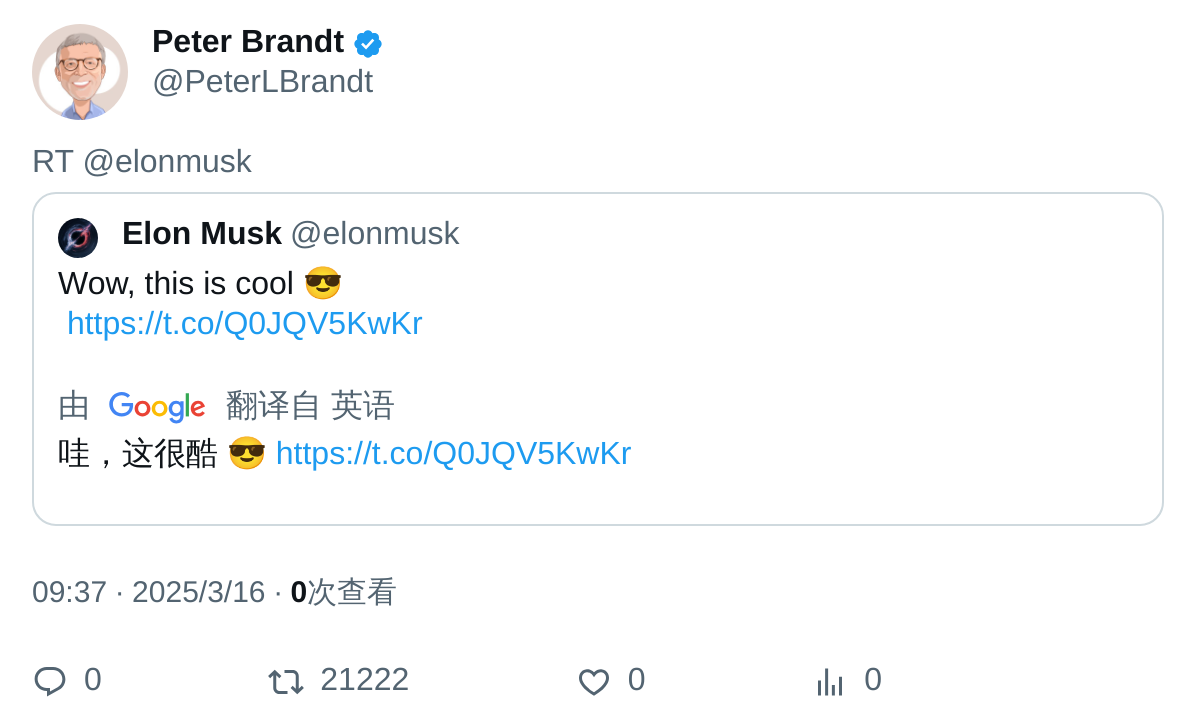 Peter Brandt
@PeterLBrandt
RT @elonmusk
Elon Musk @elonmusk
Wow, this is cool 😎
https://t.co/Q0JQV5KwKr
由 Google 翻译自 英语
哇，这很酷 😎 https://t.co/Q0JQV5KwKr
09:37 · 2025/3/16 · 0次查看
0 21222 0 0